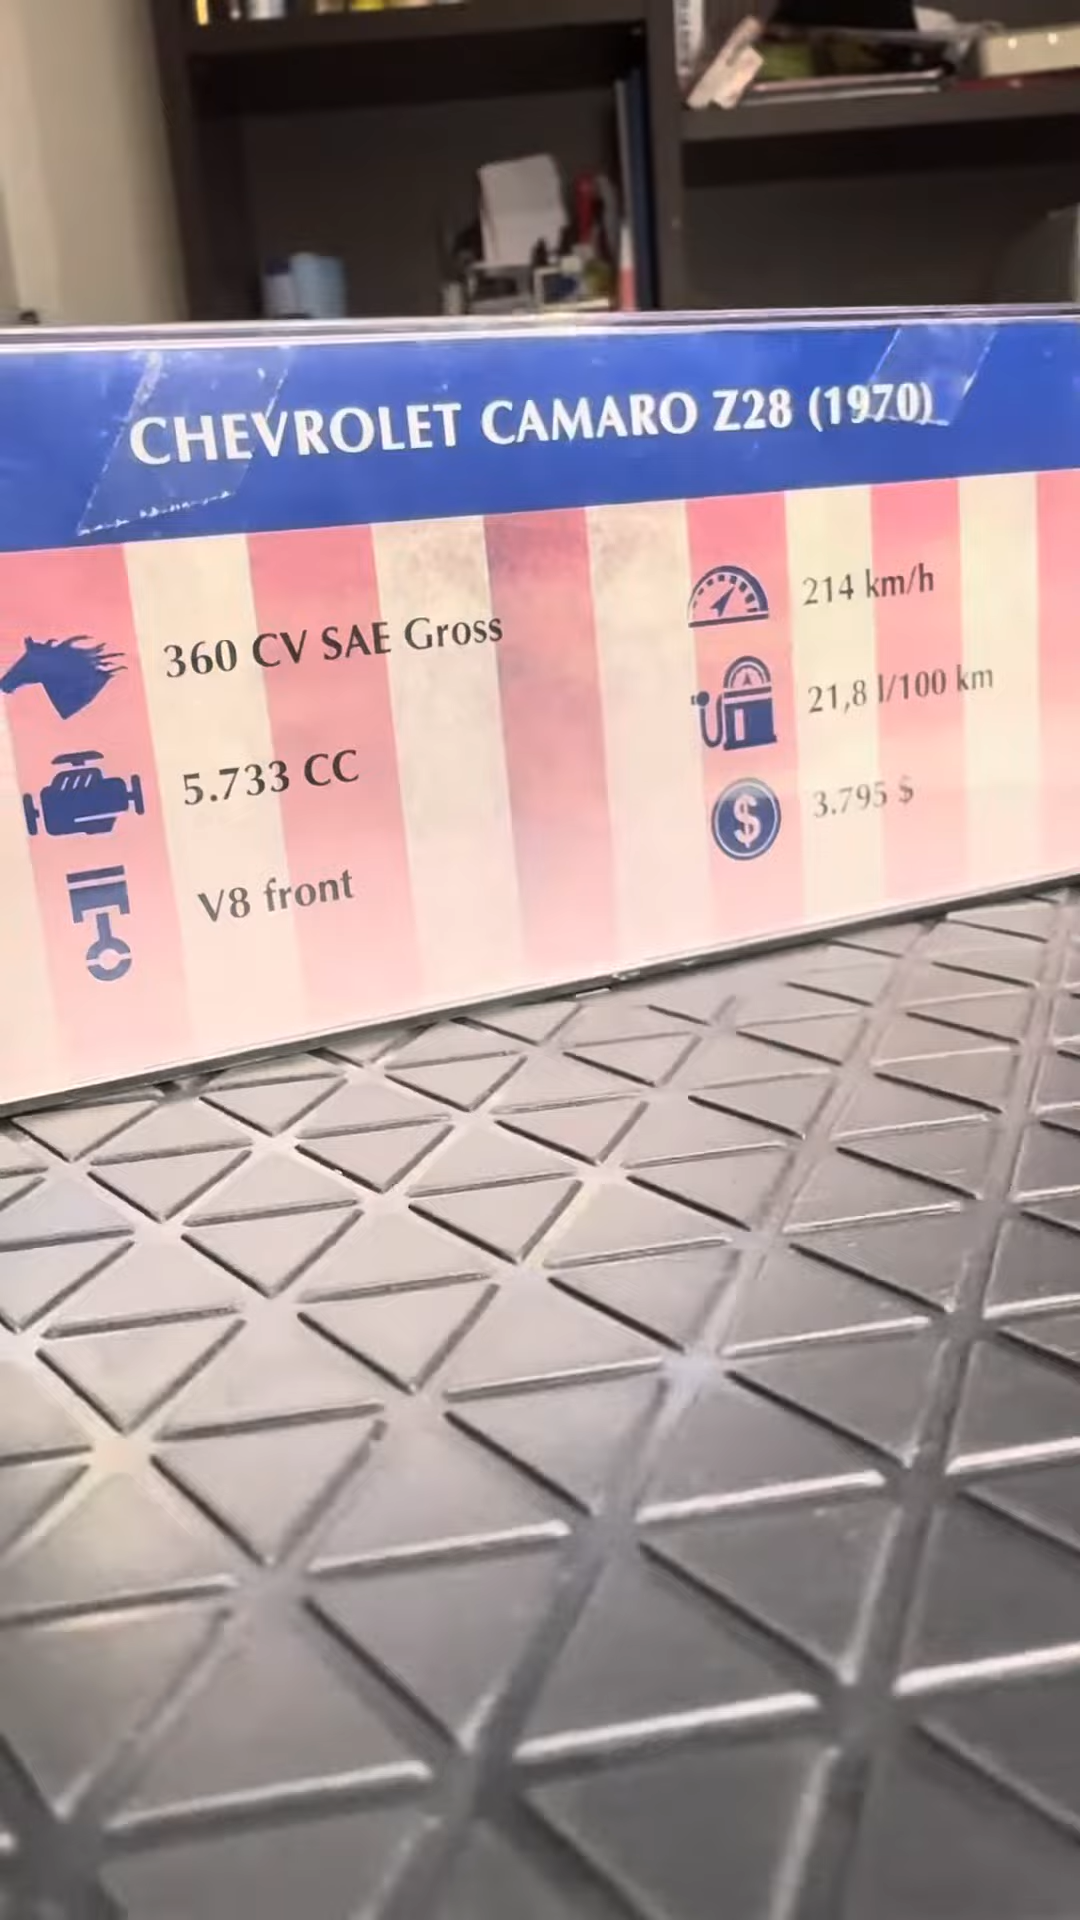 CHEVROLET CAMARO Z28 (1970)
360 CV SAE Gross
5.733 CC
V8 front
214 km/h
21,8 l/100 km
3.795 $